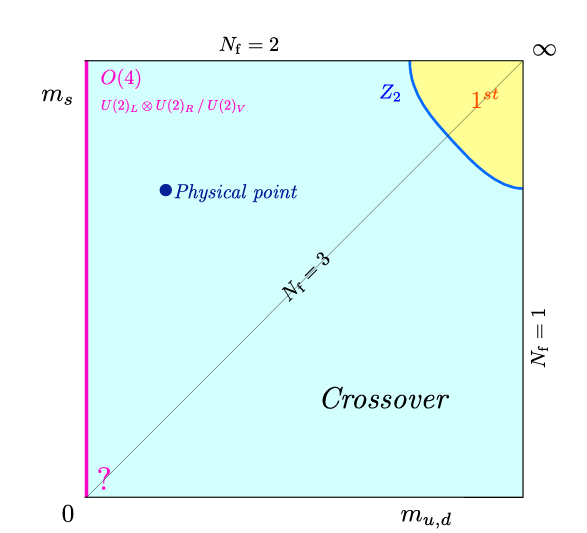 N_f = 2
∞
m_s
O(4)
U(2)_L ⊗ U(2)_R / U(2)_V
Z_2
1^st
Physical point
N_f = 3
N_f = 1
Crossover
?
0
m_{u,d}